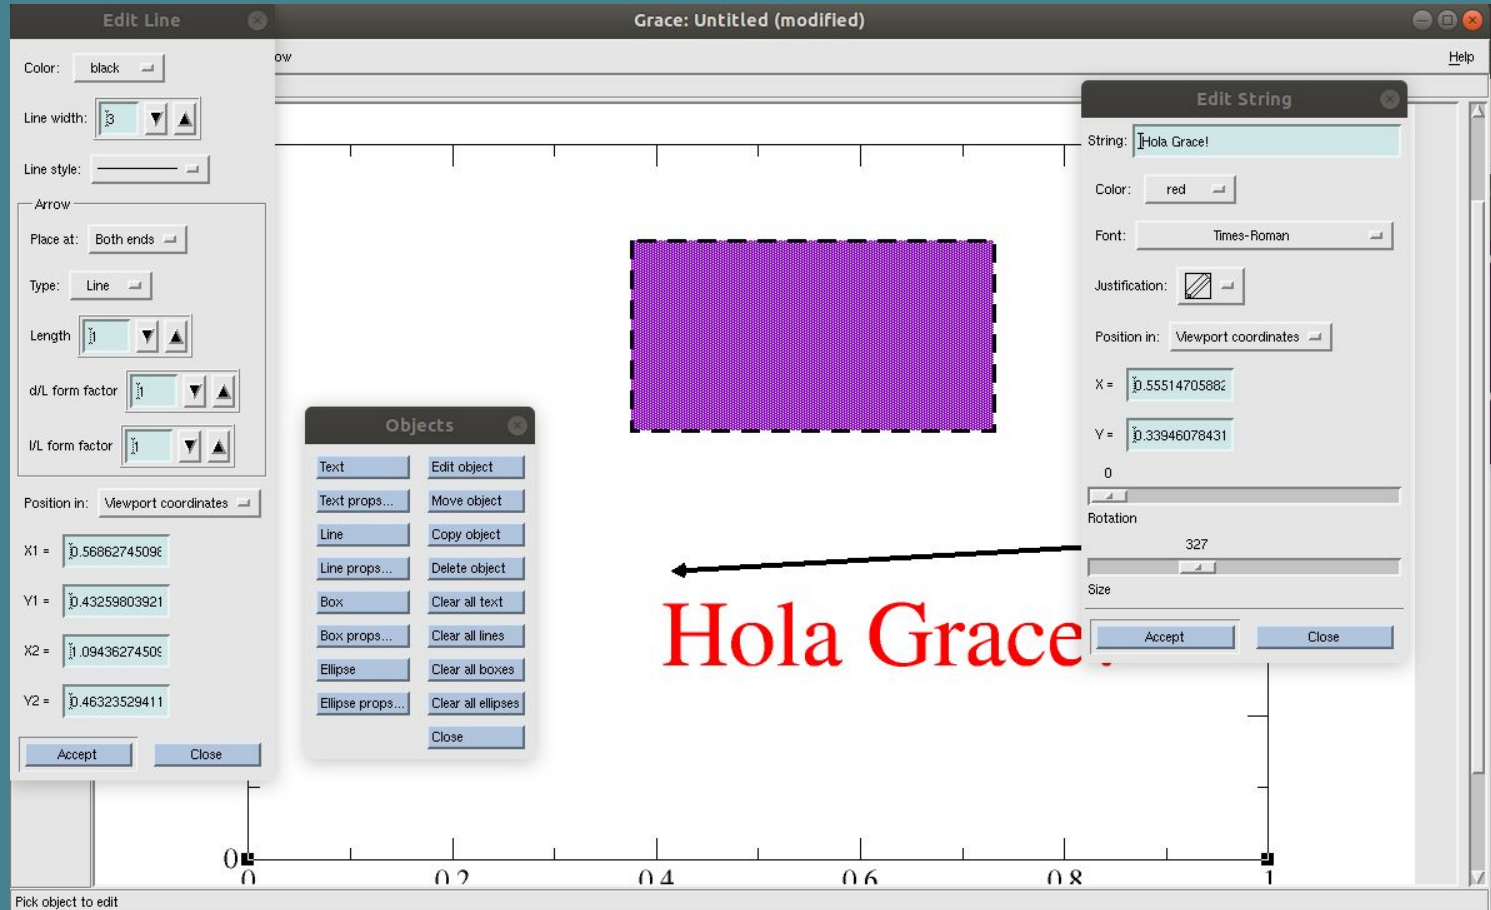 Edit Line
Grace: Untitled (modified)
Help
Color: black
Line width: 3
Line style:
Arrow
Place at: Both ends
Type: Line
Length 1
d/L form factor 1
l/L form factor 1
Position in: Viewport coordinates
X1 = 0.5686274509
Y1 = 0.43259803921
X2 = 1.0943627450
Y2 = 0.46323529411
Accept Close
Objects
Text Edit object
Text props... Move object
Line Copy object
Line props... Delete object
Box Clear all text
Box props... Clear all lines
Ellipse Clear all boxes
Ellipse props... Clear all ellipses
Close
Edit String
String: Hola Grace!
Color: red
Font: Times-Roman
Justification:
Position in: Viewport coordinates
X = 0.55514705882
Y = 0.33946078431
0
Rotation
327
Size
Accept Close
Hola Grace
0
0 0.2 0.4 0.6 0.8 1
Pick object to edit